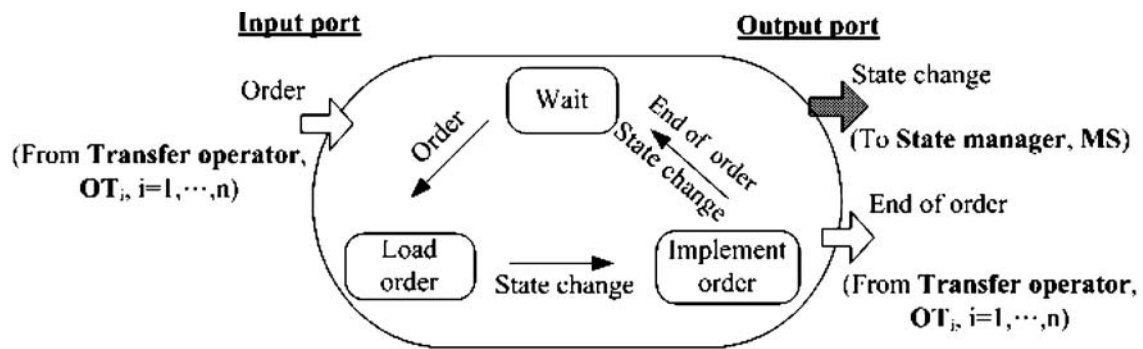 Input port
Output port
Order
(From Transfer operator,
OTᵢ, i=1,⋯,n)
Wait
Order
End of order
State change
Load
order
State change
Implement
order
State change
(To State manager, MS)
End of order
(From Transfer operator,
OTᵢ, i=1,⋯,n)